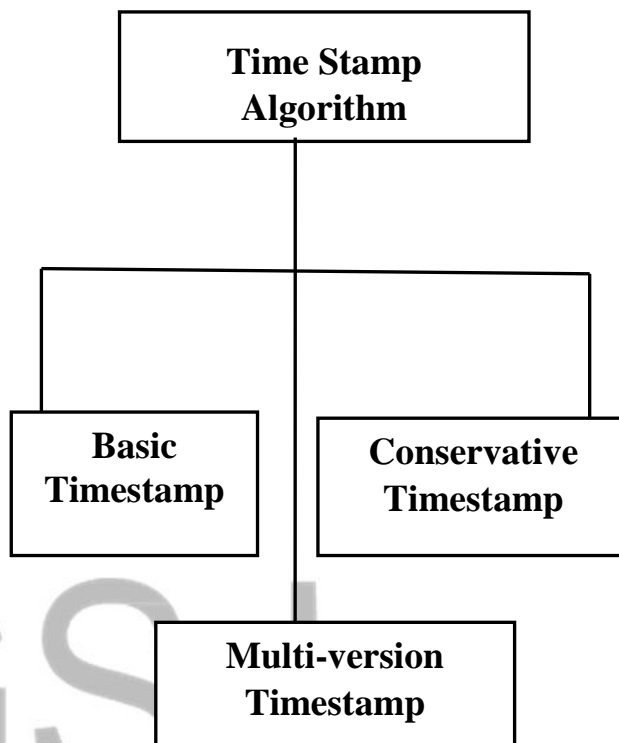 Time Stamp
Algorithm
Basic
Timestamp
Conservative
Timestamp
Multi-version
Timestamp